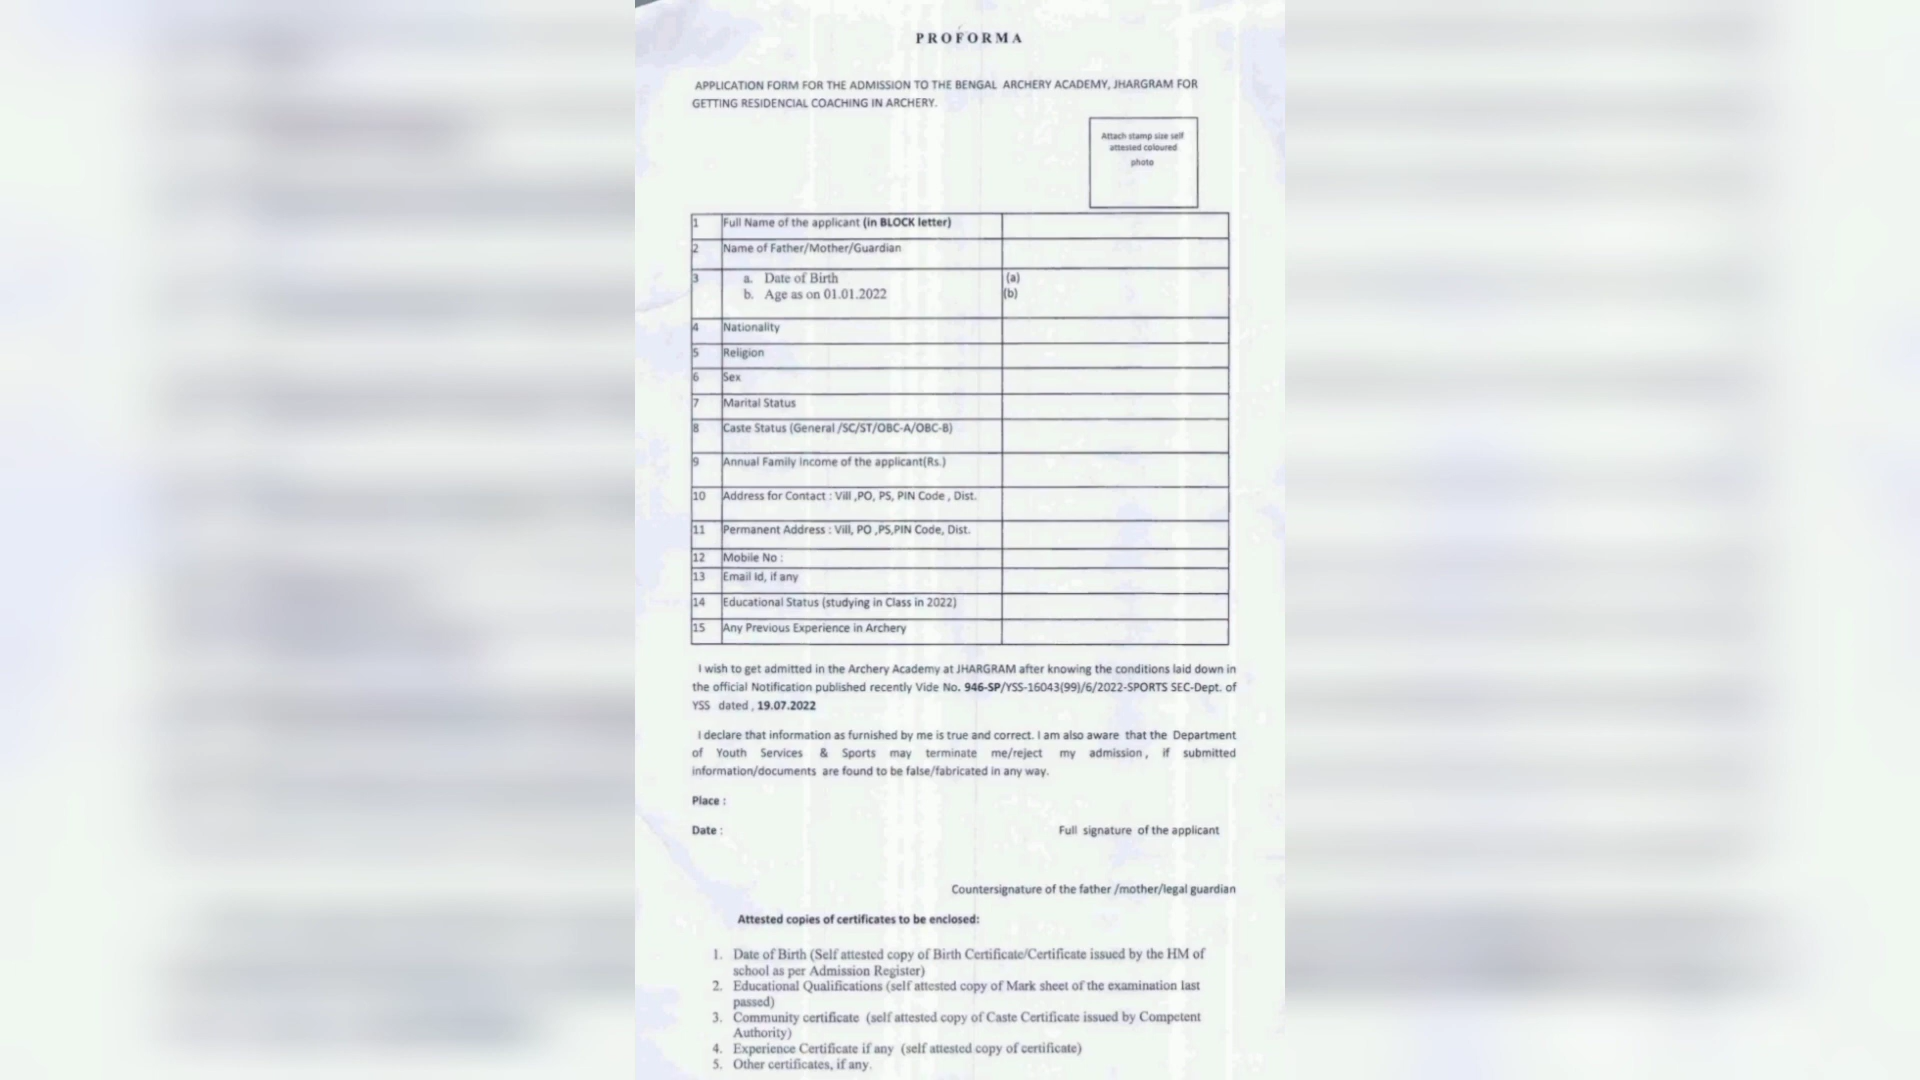 PROFORMA
APPLICATION FORM FOR THE ADMISSION TO THE BENGAL ARCHERY ACADEMY, JHARGRAM FOR
GETTING RESIDENCIAL COACHING IN ARCHERY.
Attach stamp size self
attested coloured
photo
1 Full Name of the applicant (in BLOCK letter)
2 Name of Father/Mother/Guardian
3 a. Date of Birth (a)
b. Age as on 01.01.2022 (b)
4 Nationality
5 Religion
6 Sex
7 Marital Status
8 Caste Status (General /SC/ST/OBC-A/OBC-B)
9 Annual Family income of the applicant(Rs.)
10 Address for Contact : Vill ,PO, PS, PIN Code , Dist.
11 Permanent Address : Vill, PO ,PS,PIN Code, Dist.
12 Mobile No :
13 Email Id, if any
14 Educational Status (studying in Class in 2022)
15 Any Previous Experience in Archery
I wish to get admitted in the Archery Academy at JHARGRAM after knowing the conditions laid down in
the official Notification published recently Vide No. 946-SP/YSS-16043(99)/6/2022-SPORTS SEC-Dept. of
YSS dated , 19.07.2022
I declare that information as furnished by me is true and correct. I am also aware that the Department
of Youth Services & Sports may terminate me/reject my admission, if submitted
information/documents are found to be false/fabricated in any way.
Place :
Date : Full signature of the applicant
Countersignature of the father /mother/legal guardian
Attested copies of certificates to be enclosed:
1. Date of Birth (Self attested copy of Birth Certificate/Certificate issued by the HM of
school as per Admission Register)
2. Educational Qualifications (self attested copy of Mark sheet of the examination last
passed)
3. Community certificate (self attested copy of Caste Certificate issued by Competent
Authority)
4. Experience Certificate if any (self attested copy of certificate)
5. Other certificates, if any.